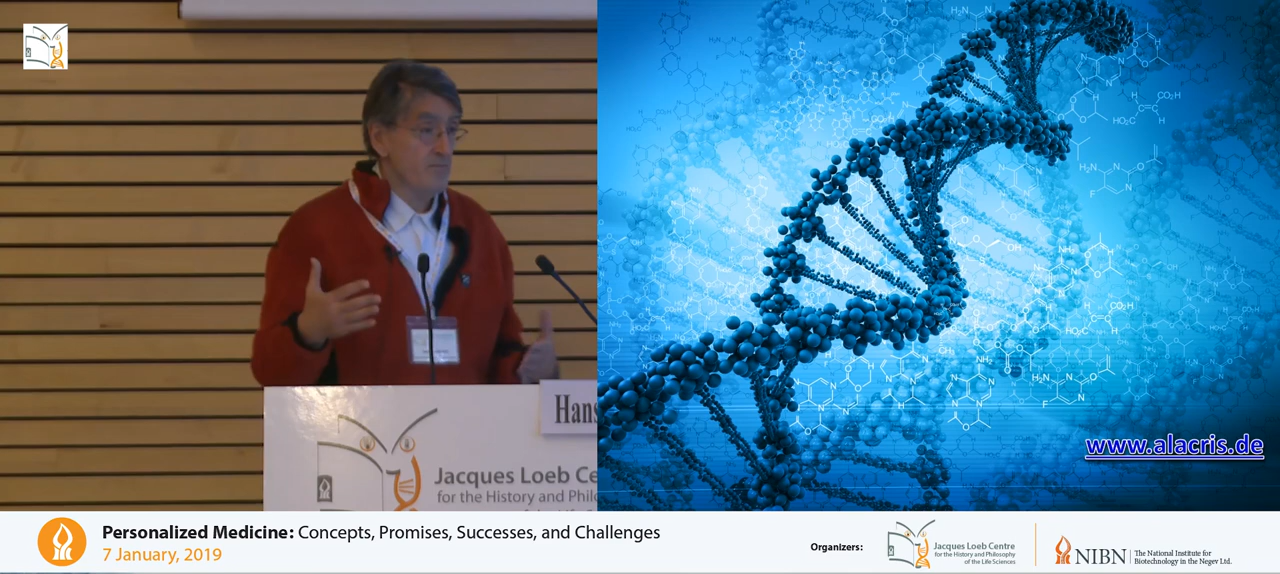 Hans
Jacques Loeb Ce
for the History and Philo
www.alacris.de
Personalized Medicine: Concepts, Promises, Successes, and Challenges
7 January, 2019
Organizers:
Jacques Loeb Centre
for the History and Philosophy
of the Life Sciences
NIBN
The National Institute for
Biotechnology in the Negev Ltd.